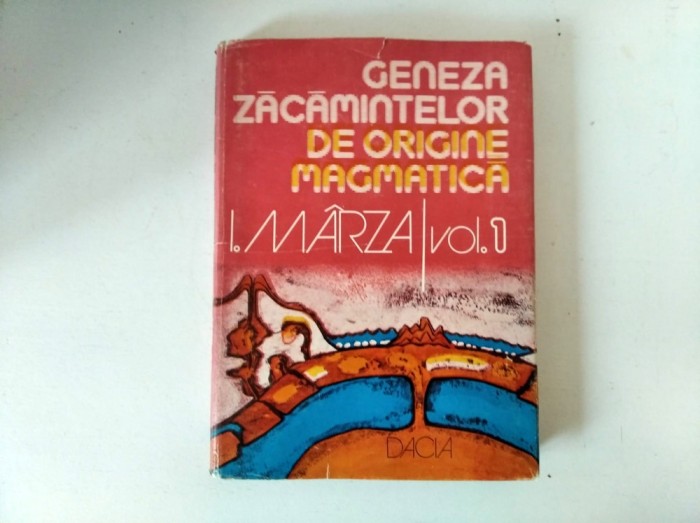 GENEZA
ZĂCĂMINTELOR
DE ORIGINE
MAGMATICĂ
I. MÂRZA vol. 1
DACIA